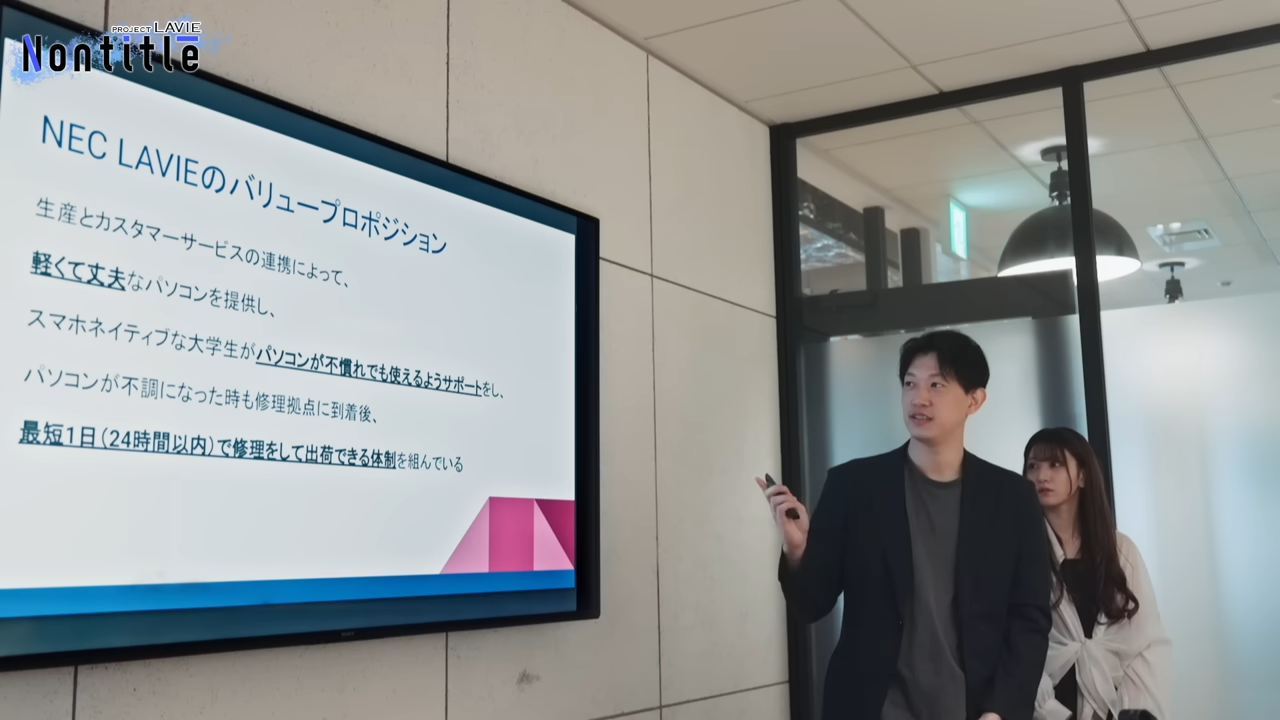 PROJECT LAVIE
Nontitle
NEC LAVIEのバリュープロポジション
生産とカスタマーサービスの連携によって、
軽くて丈夫なパソコンを提供し、
スマホネイティブな大学生がパソコンが不慣れでも使えるようサポートをし、
パソコンが不調になった時も修理拠点に到着後、
最短1日(24時間以内)で修理をして出荷できる体制を組んでいる
SONY